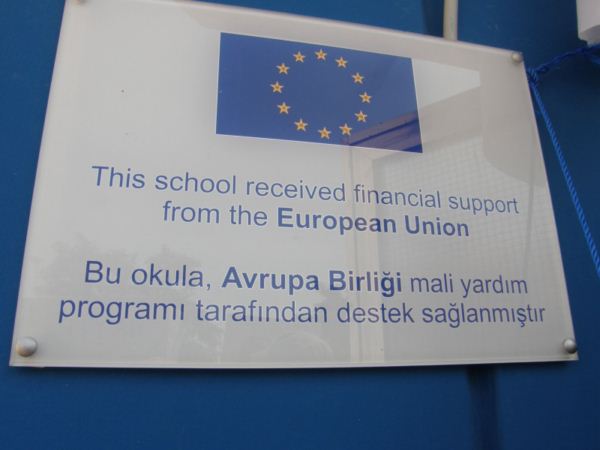 This school received financial support
from the European Union
Bu okula, Avrupa Birliği mali yardım
programı tarafından destek sağlanmıştır